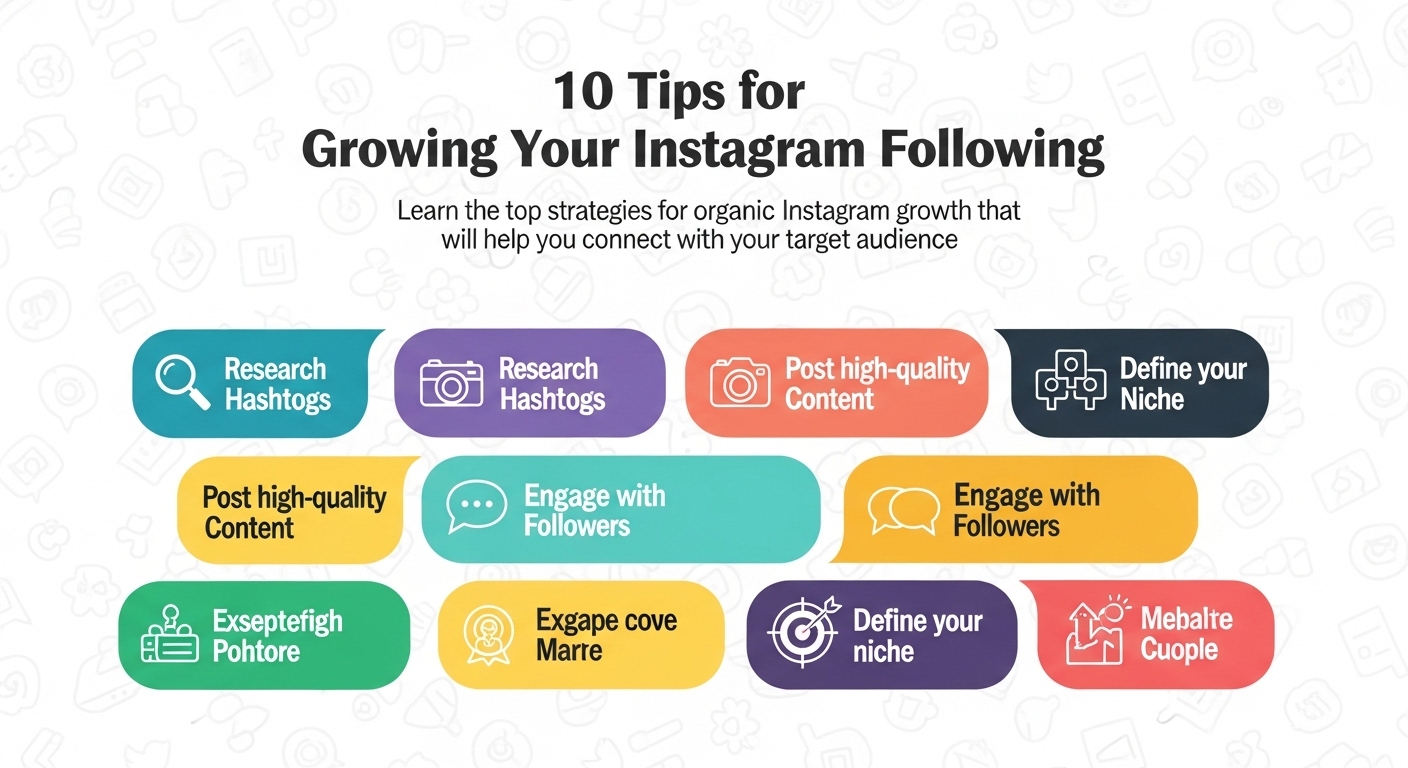 10 Tips for
Growing Your Instagram Following
Learn the top strategies for organic Instagram growth that
will help you connect with your target audience
Research
Hashtogs
Research
Hashtogs
Post high-quality
Content
Define your
Niche
Post high-quality
Content
Engage with
Followers
Engage with
Followers
Exseptefigh
Pohtore
Exgape cove
Marre
Define your
niche
Mebalte
Cuople